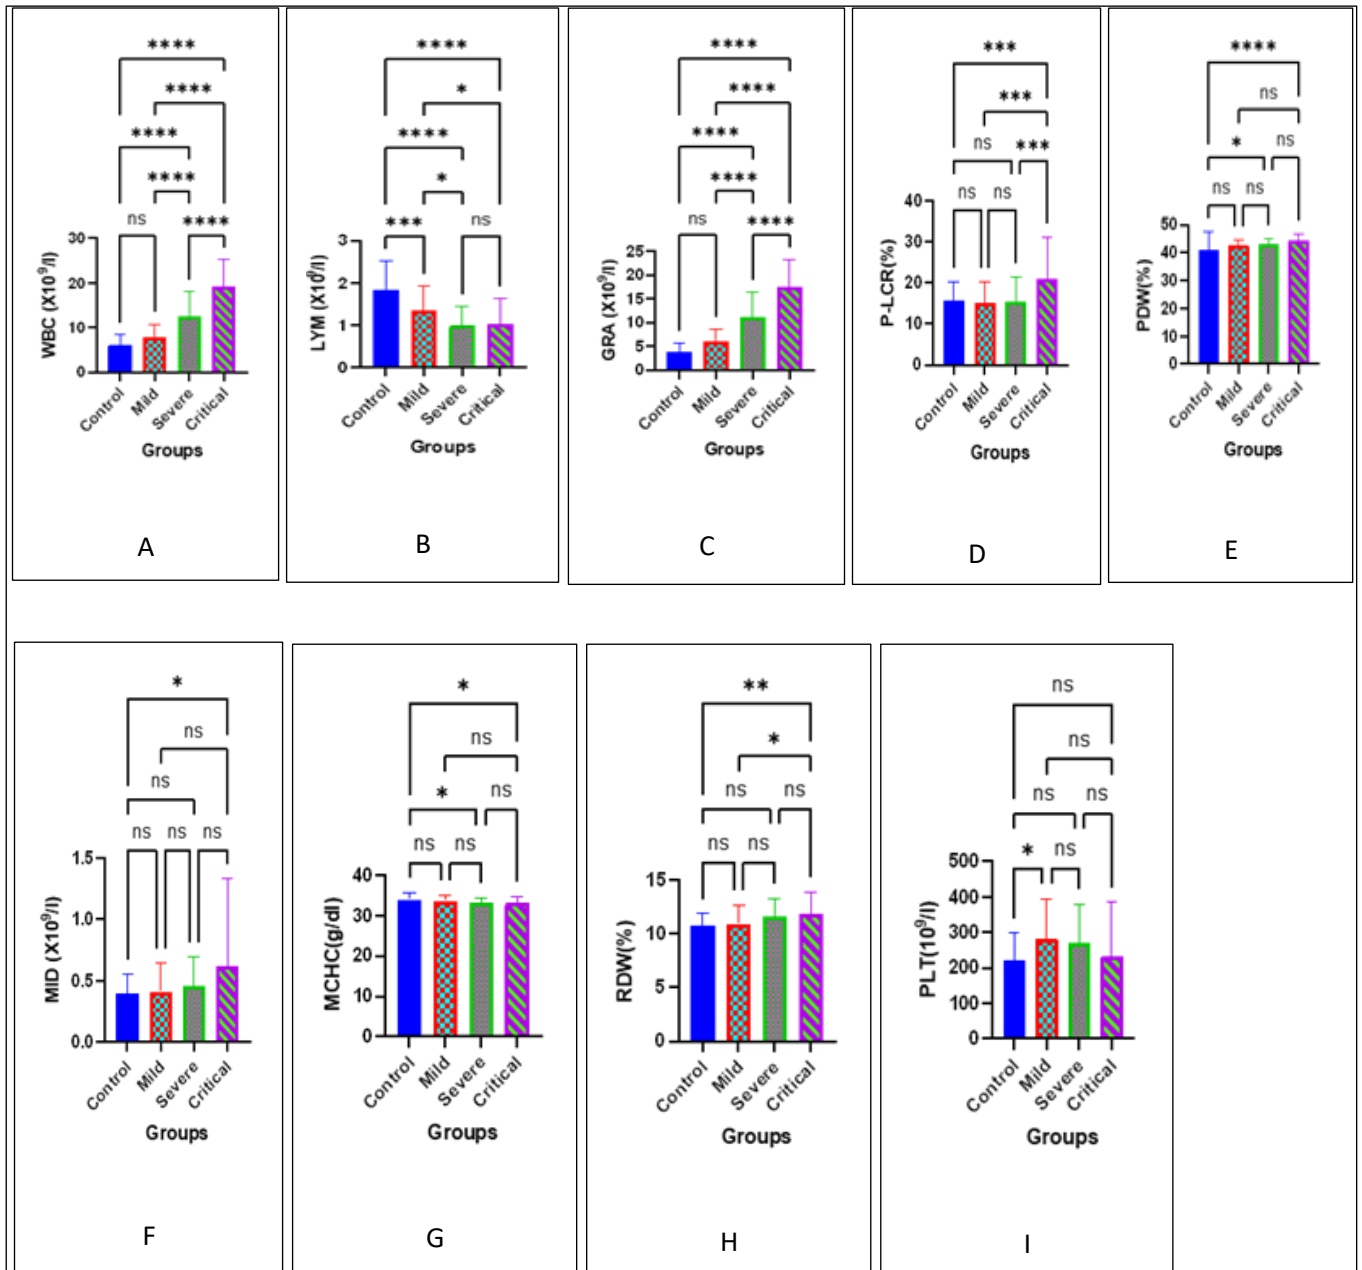 ****
****
****
****
ns ****
30
20
10
0
WBC (X10⁹/l)
Control Mild Severe Critical
Groups
A
****
*
****
*
*** ns
3
2
1
0
LYM (X10⁹/l)
Control Mild Severe Critical
Groups
B
****
****
****
****
ns ****
25
20
15
10
5
0
GRA (X10⁹/l)
Control Mild Severe Critical
Groups
C
***
***
ns ***
ns ns
40
30
20
10
0
P-LCR(%)
Control Mild Severe Critical
Groups
D
****
ns
* ns
ns ns
50
40
30
20
10
0
PDW(%)
Control Mild Severe Critical
Groups
E
*
ns
ns
ns ns ns
1.5
1.0
0.5
0.0
MID (X10⁹/l)
Control Mild Severe Critical
Groups
F
*
ns
* ns
ns ns
40
30
20
10
0
MCHC(g/dl)
Control Mild Severe Critical
Groups
G
**
*
ns ns
ns ns
15
10
5
0
RDW(%)
Control Mild Severe Critical
Groups
H
ns
ns
ns ns
* ns
500
400
300
200
100
0
PLT(10⁹/l)
Control Mild Severe Critical
Groups
I